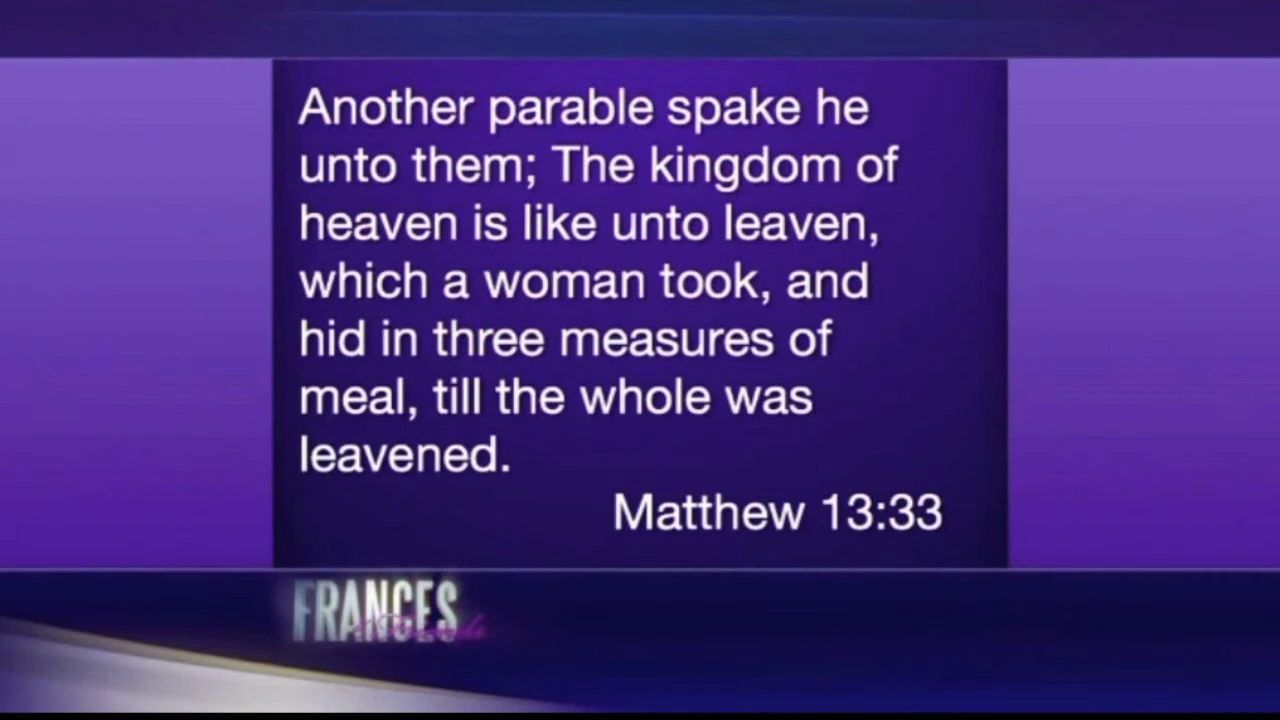 Another parable spake he
unto them; The kingdom of
heaven is like unto leaven,
which a woman took, and
hid in three measures of
meal, till the whole was
leavened.
Matthew 13:33
FRANCES